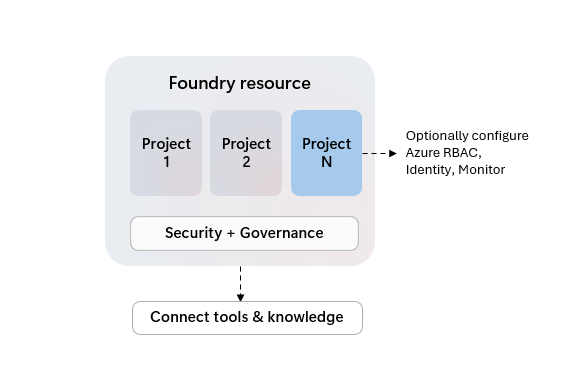 Foundry resource
Project
1
Project
2
Project
N
Optionally configure
Azure RBAC,
Identity, Monitor
Security + Governance
Connect tools & knowledge